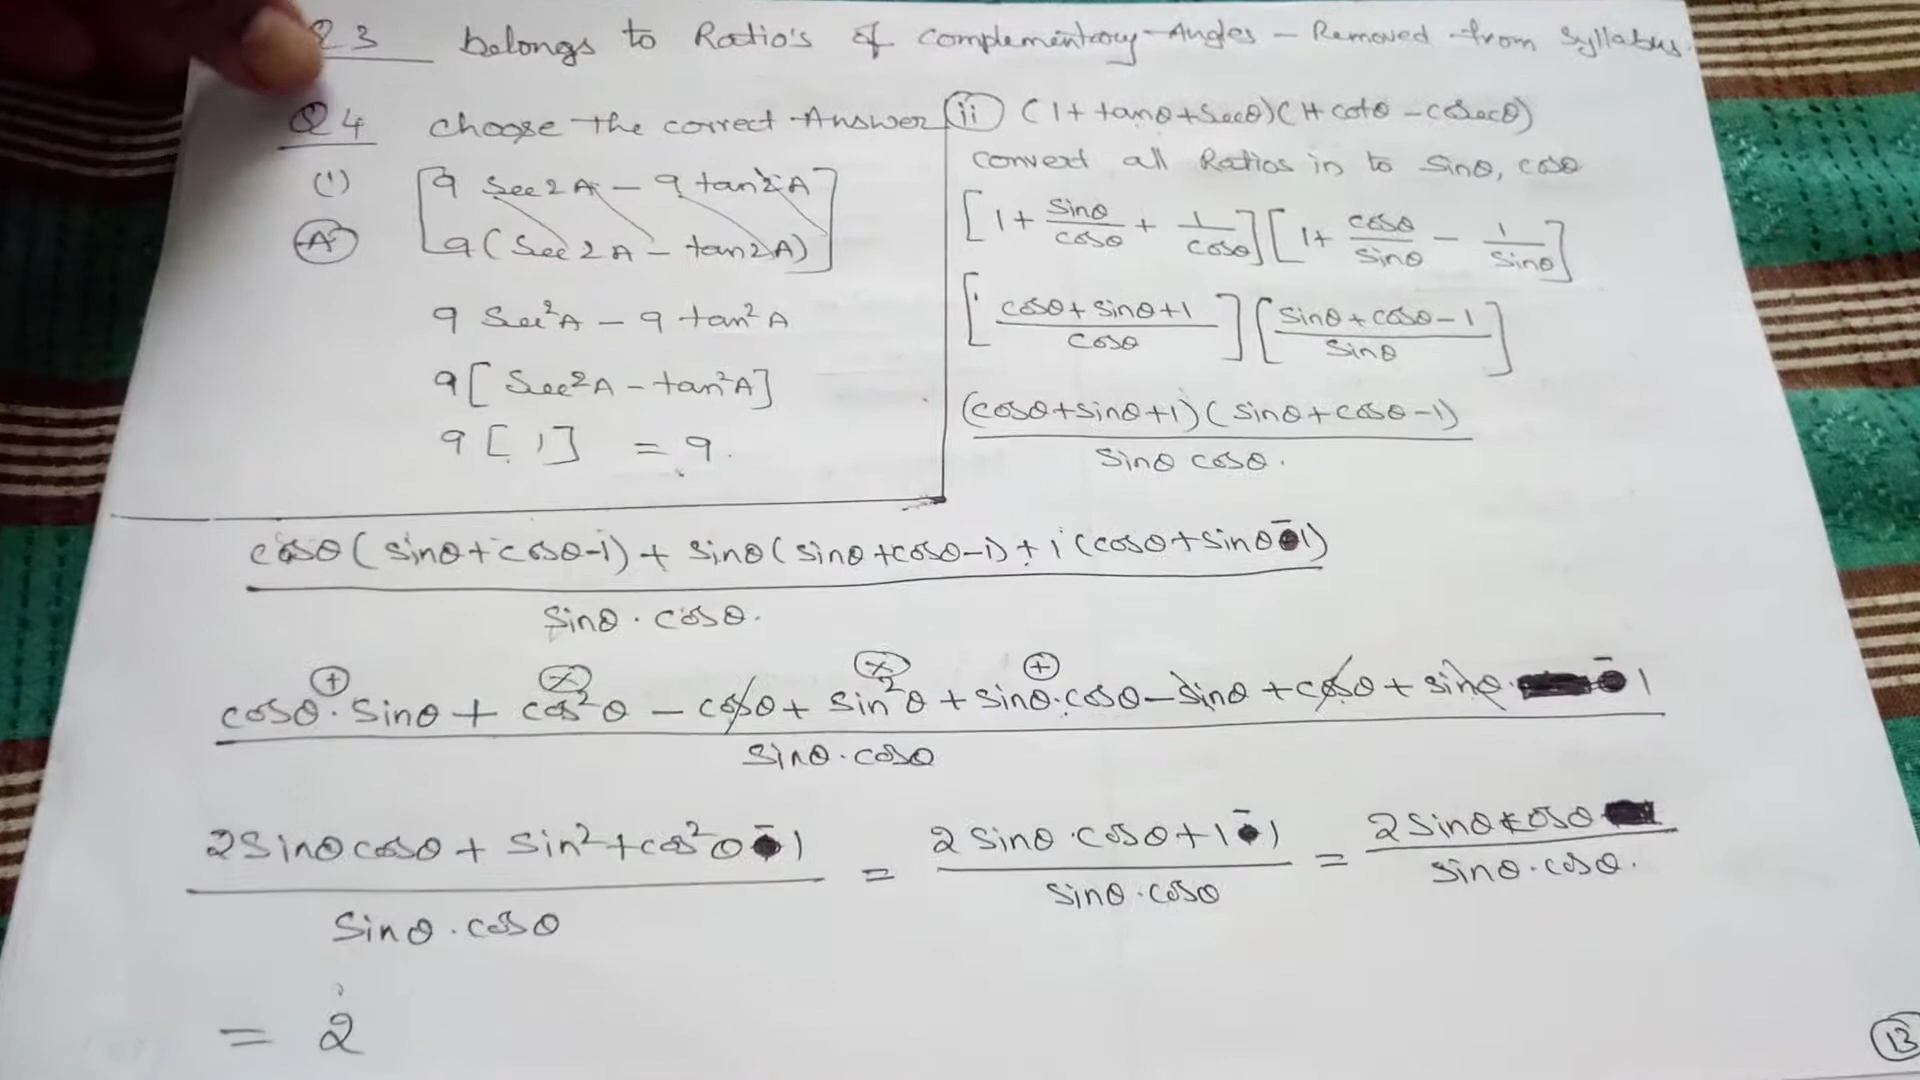 Q3 belongs to Ratio's of complementary Angles - Removed from Syllabus.
Q4 choose the correct Answer
(1) [9 Sec2A - 9 tan2A]
(A) [9(Sec2A - tan2A)]
9 Sec²A - 9 tan²A
9[Sec²A - tan²A]
9[1] = 9.
(ii) (1+tanθ+Secθ)(1+cotθ-cosecθ)
convert all Ratios in to Sinθ, cosθ
[1+ Sinθ/cosθ + 1/cosθ][1+ cosθ/Sinθ - 1/Sinθ]
[cosθ+Sinθ+1/cosθ][Sinθ+cosθ-1/Sinθ]
(cosθ+sinθ+1)(sinθ+cosθ-1)
Sinθ cosθ.
cosθ(sinθ+cosθ-1)+ sinθ(sinθ+cosθ-1)+1(cosθ+sinθ-1)
Sinθ.cosθ.
cosθ.sinθ+cos²θ-cosθ+sin²θ+sinθ.cosθ-sinθ+cosθ+sinθ-1
Sinθ.cosθ
2Sinθcosθ+Sin²+cos²θ-1 = 2Sinθ.cosθ+1-1 = 2Sinθcosθ
Sinθ.cosθ Sinθ.cosθ Sinθ.cosθ.
= 2
13